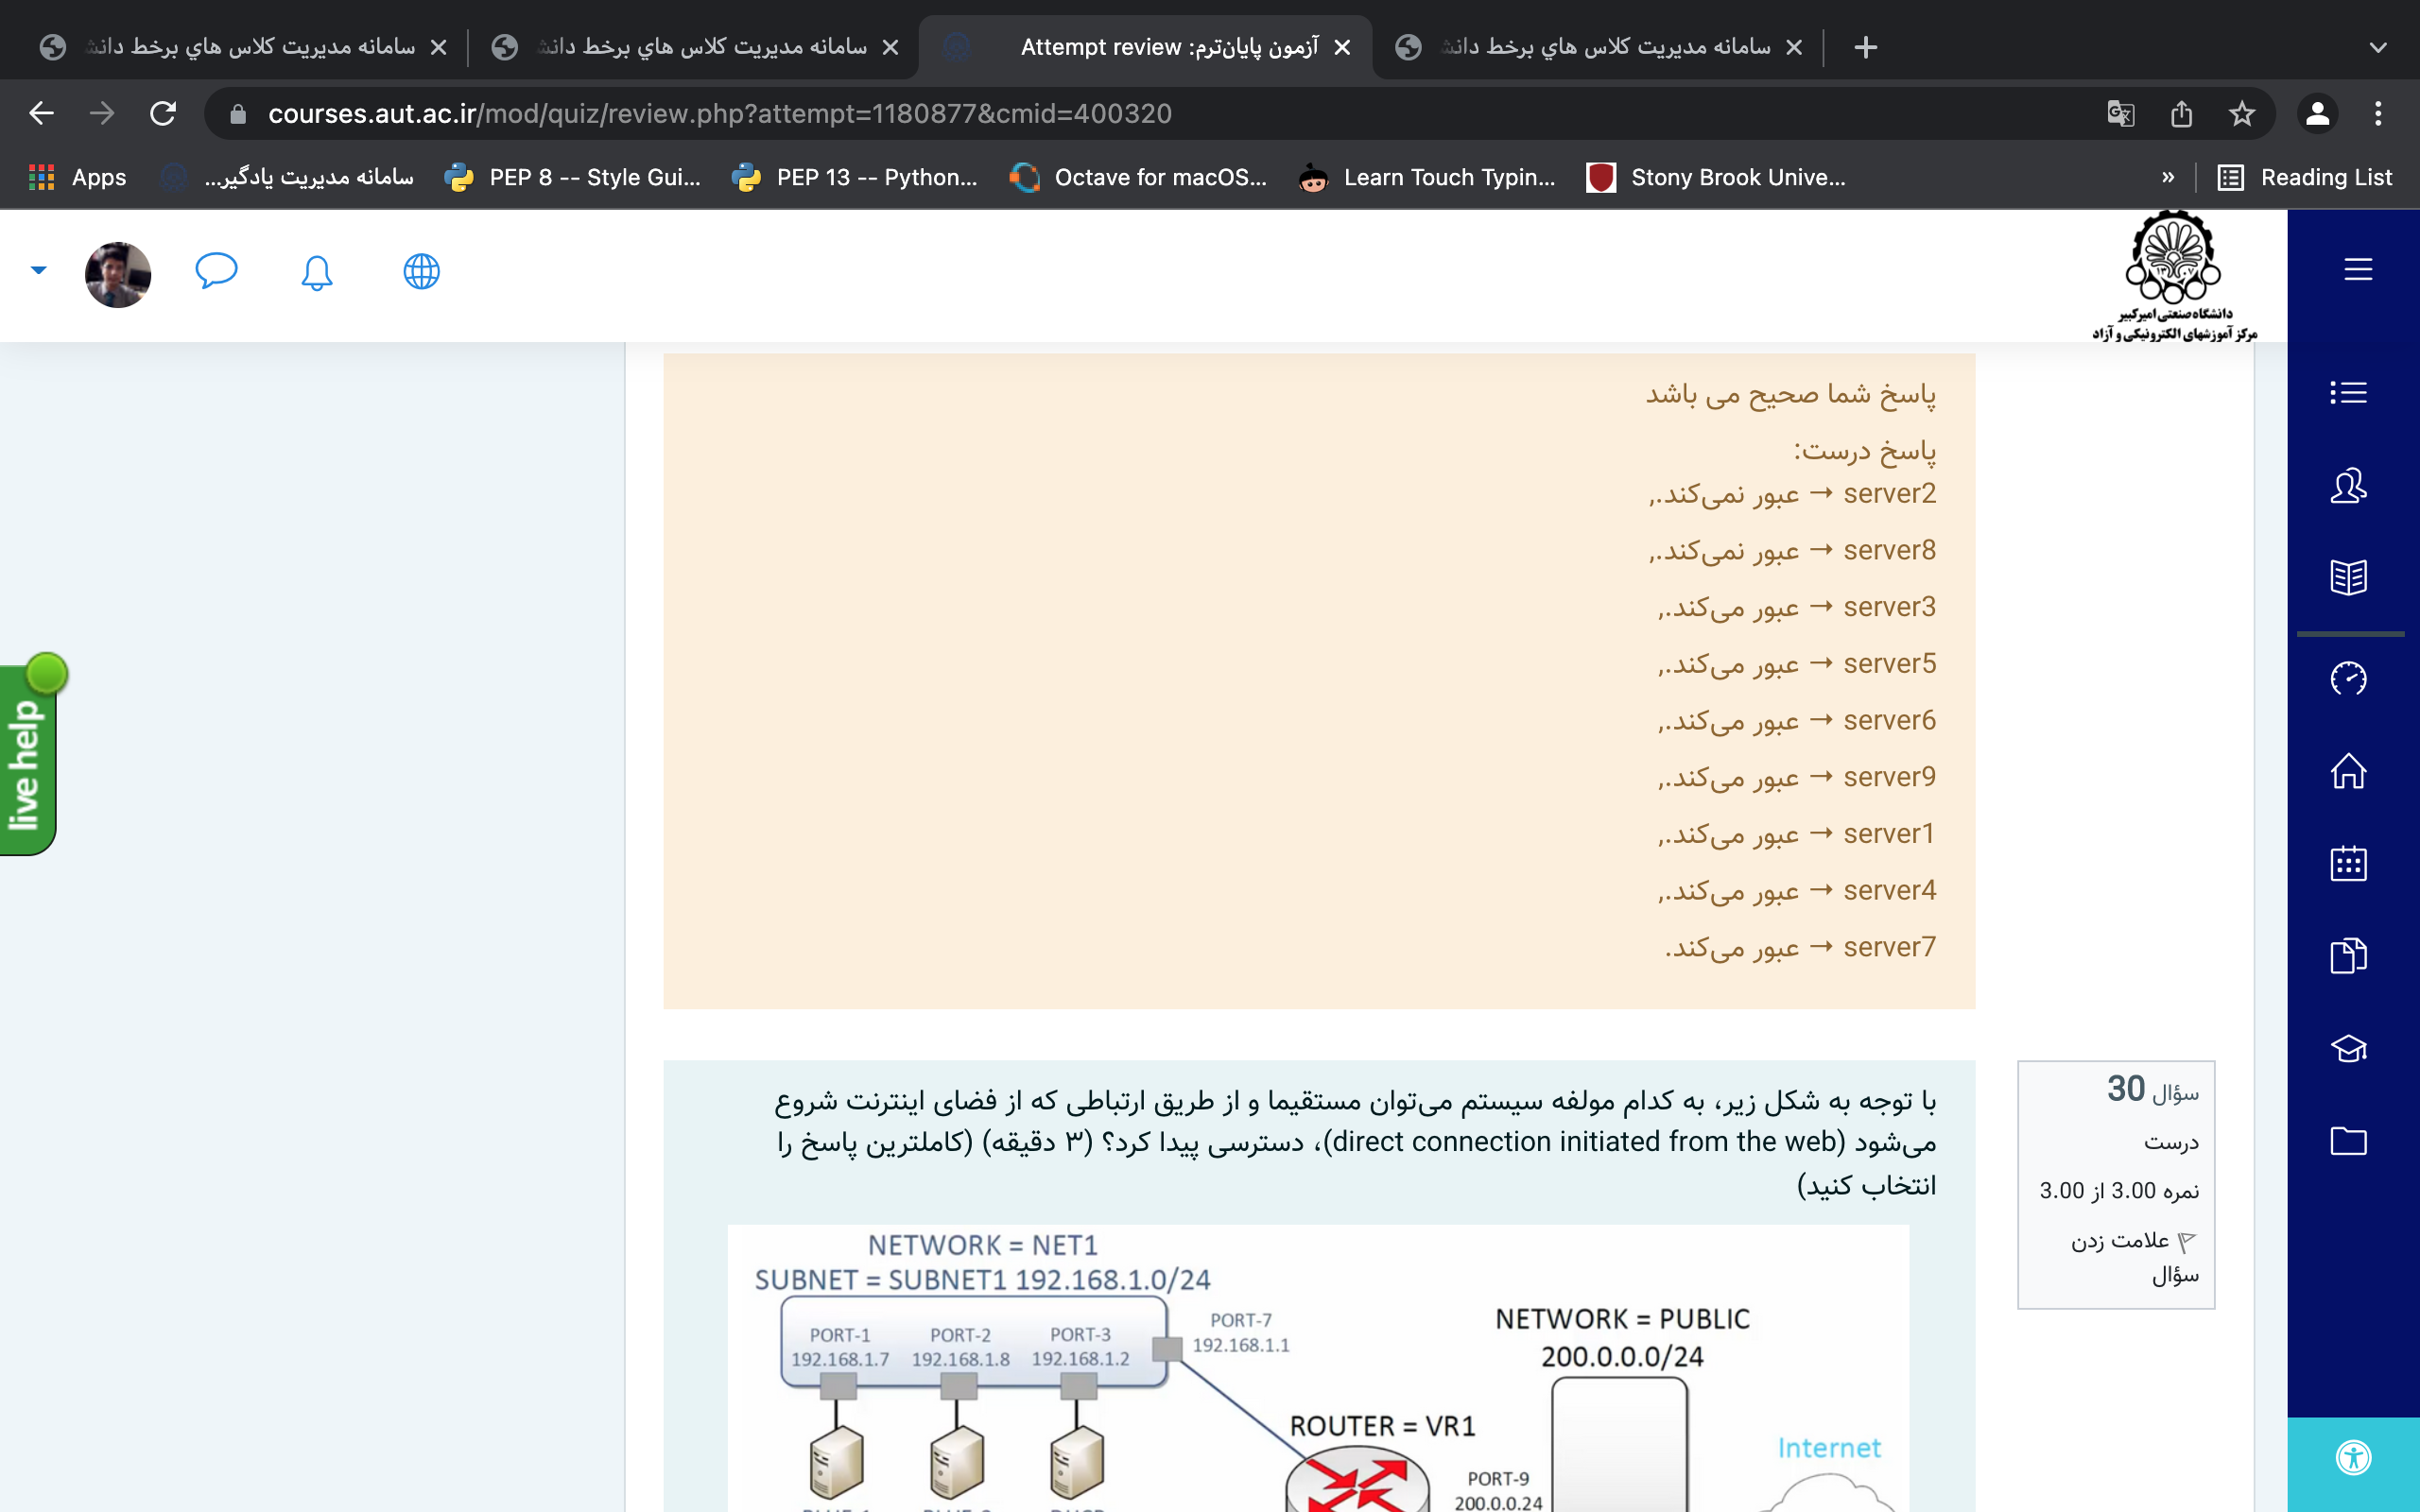 سامانه مديريت كلاس هاي برخط دانش
سامانه مديريت كلاس هاي برخط دانش
آزمون پایان‌ترم: Attempt review
سامانه مديريت كلاس هاي برخط دانش
courses.aut.ac.ir/mod/quiz/review.php?attempt=1180877&cmid=400320
Apps
سامانه مدیریت یادگیر...
PEP 8 -- Style Gui...
PEP 13 -- Python...
Octave for macOS...
Learn Touch Typin...
Stony Brook Unive...
»
Reading List
۱۳۰۷
دانشگاه صنعتی امیرکبیر
مرکز آموزشهای الکترونیکی و آزاد
پاسخ شما صحیح می باشد
پاسخ درست:
server2 → عبور نمی‌کند.,
server8 → عبور نمی‌کند.,
server3 → عبور می‌کند.,
server5 → عبور می‌کند.,
server6 → عبور می‌کند.,
server9 → عبور می‌کند.,
server1 → عبور می‌کند.,
server4 → عبور می‌کند.,
server7 → عبور می‌کند.
live help
سؤال 30
درست
نمره 3.00 از 3.00
علامت زدن
سؤال
با توجه به شکل زیر، به کدام مولفه سیستم می‌توان مستقیما و از طریق ارتباطی که از فضای اینترنت شروع
می‌شود (direct connection initiated from the web)، دسترسی پیدا کرد؟ (۳ دقیقه) (کاملترین پاسخ را
انتخاب کنید)
NETWORK = NET1
SUBNET = SUBNET1 192.168.1.0/24
PORT-1
192.168.1.7
PORT-2
192.168.1.8
PORT-3
192.168.1.2
PORT-7
192.168.1.1
NETWORK = PUBLIC
200.0.0.0/24
ROUTER = VR1
PORT-9
200.0.0.24
Internet